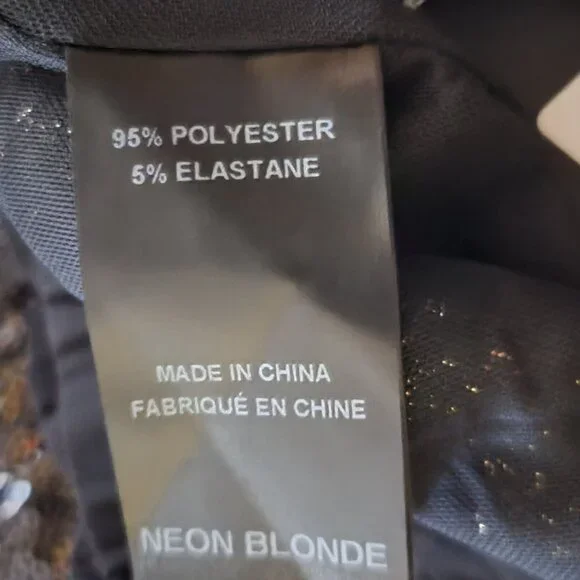 95% POLYESTER
5% ELASTANE
MADE IN CHINA
FABRIQUÉ EN CHINE
NEON BLONDE